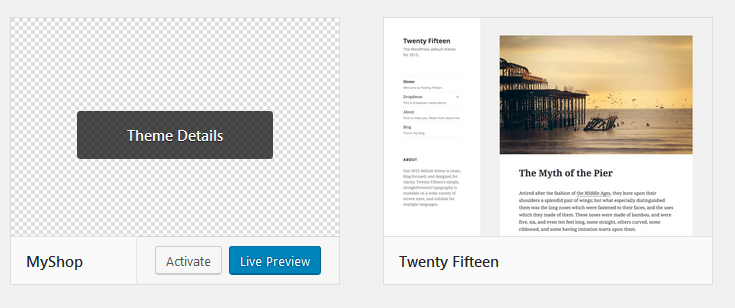 Theme Details
MyShop
Activate
Live Preview
Twenty Fifteen
The WordPress default theme
for 2015.
Home
Welcome to Twenty Fifteen.
Dropdown
This is dropdown menu demo.
About
Blog
This is my blog.
ABOUT
Our 2015 default theme is clean,
blog-focused, and designed for
clarity. Twenty Fifteen's simple,
straightforward typography is
readable on a wide variety of
screen sizes, and suitable for
multiple languages.
The Myth of the Pier
Attired after the fashion of the Middle Ages, they bore upon their
shoulders a splendid pair of wings; but what especially distinguished
them was the long noses which were fastened to their faces, and the uses
which they made of them. These noses were made of bamboo, and were
five, six, and even ten feet long, some straight, others curved, some
ribboned, and some having imitation warts upon them.
Twenty Fifteen